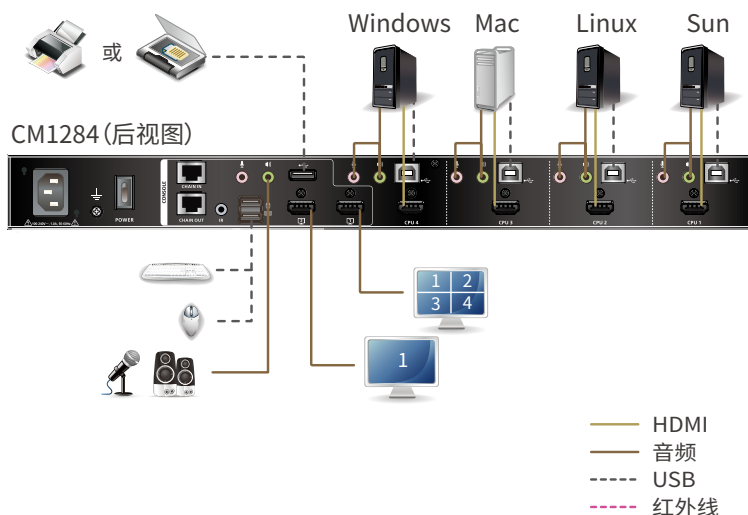 Windows Mac Linux Sun
或
CM1284(后视图)
CHAIN IN
CONSOLE
CHAIN OUT
IR
POWER
CPU 4
CPU 3
CPU 2
CPU 1
1 2
3 4
1
HDMI
音频
USB
红外线